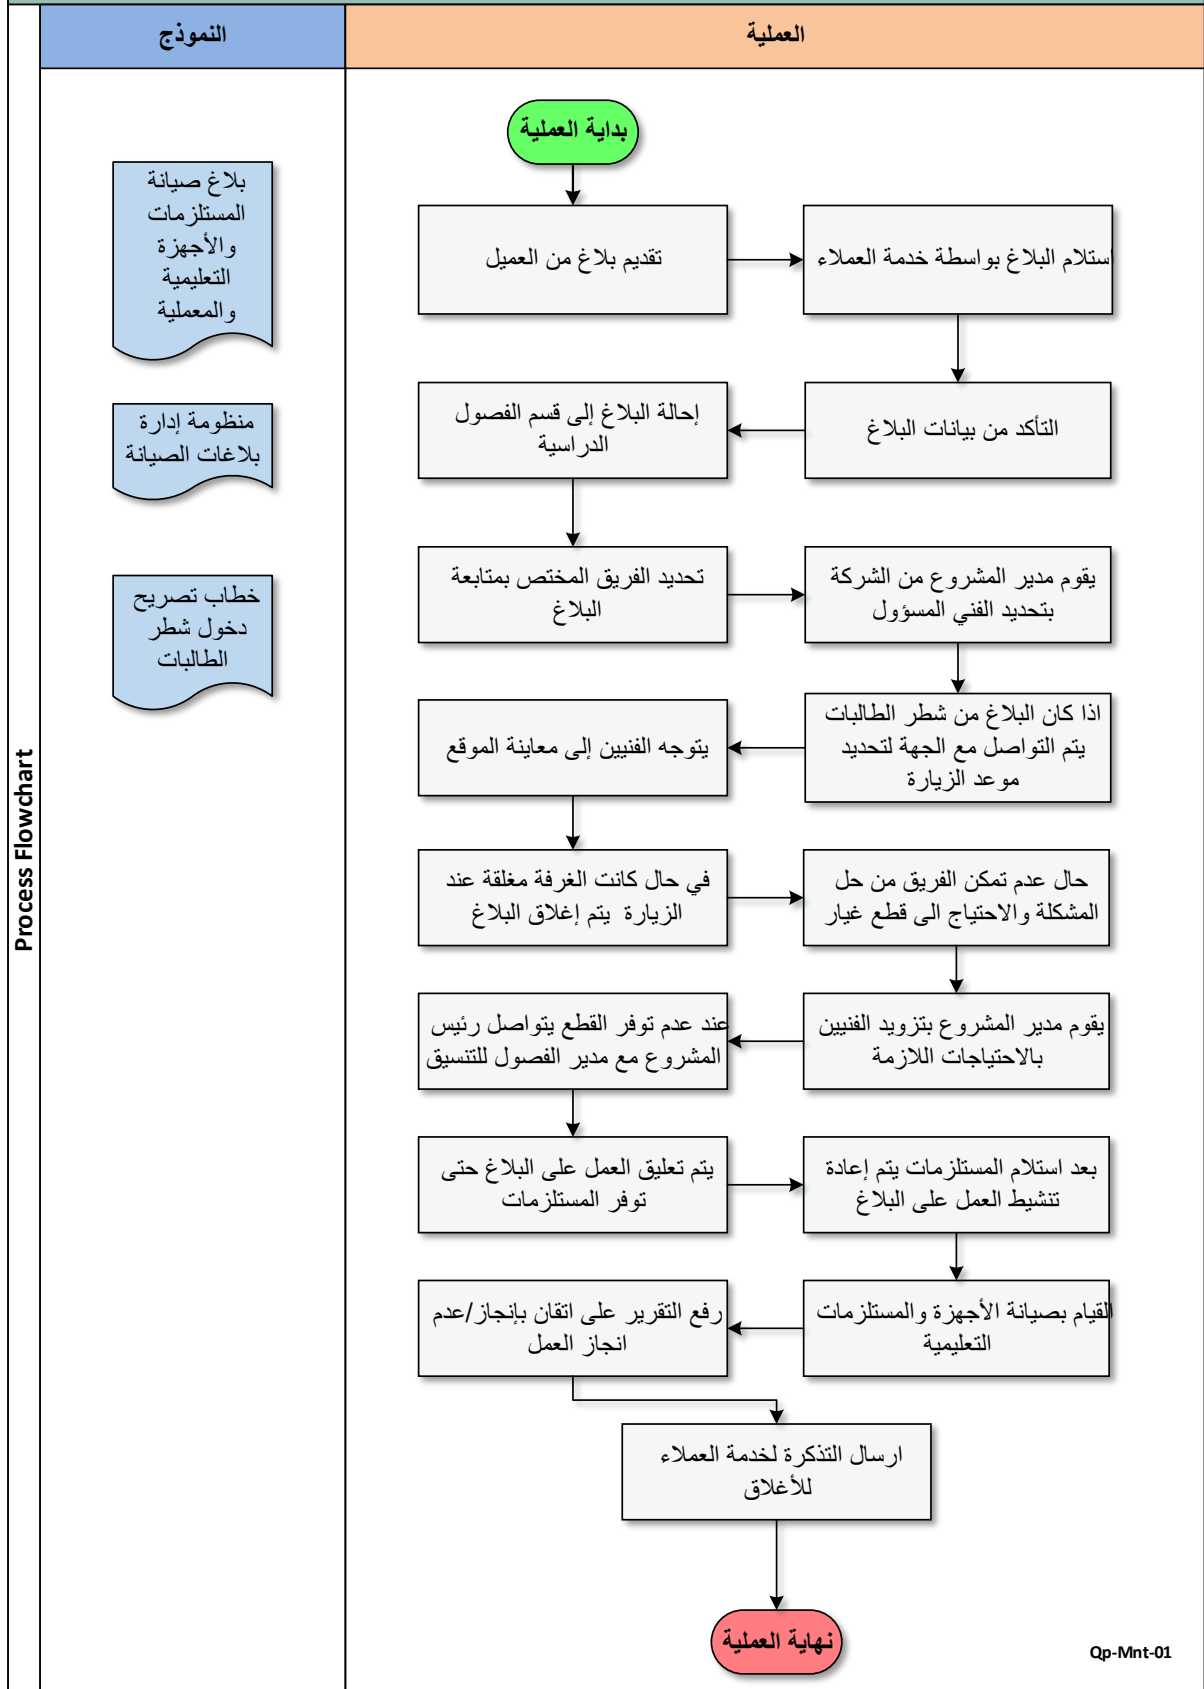 العملية
النموذج
بداية العملية
تقديم بلاغ من العميل
استلام البلاغ بواسطة خدمة العملاء
التأكد من بيانات البلاغ
إحالة البلاغ إلى قسم الفصول
الدراسية
تحديد الفريق المختص بمتابعة
البلاغ
يقوم مدير المشروع من الشركة
بتحديد الفني المسؤول
اذا كان البلاغ من شطر الطالبات
يتم التواصل مع الجهة لتحديد
موعد الزيارة
يتوجه الفنيين إلى معاينة الموقع
في حال كانت الغرفة مغلقة عند
الزيارة يتم إغلاق البلاغ
حال عدم تمكن الفريق من حل
المشكلة والاحتياج الى قطع غيار
يقوم مدير المشروع بتزويد الفنيين
بالاحتياجات اللازمة
عند عدم توفر القطع يتواصل رئيس
المشروع مع مدير الفصول للتنسيق
يتم تعليق العمل على البلاغ حتى
توفر المستلزمات
بعد استلام المستلزمات يتم إعادة
تنشيط العمل على البلاغ
القيام بصيانة الأجهزة والمستلزمات
التعليمية
رفع التقرير على اتقان بإنجاز/عدم
انجاز العمل
ارسال التذكرة لخدمة العملاء
للأغلاق
نهاية العملية
بلاغ صيانة
المستلزمات
والأجهزة
التعليمية
والمعملية
منظومة إدارة
بلاغات الصيانة
خطاب تصريح
دخول شطر
الطالبات
Process Flowchart
Qp-Mnt-01